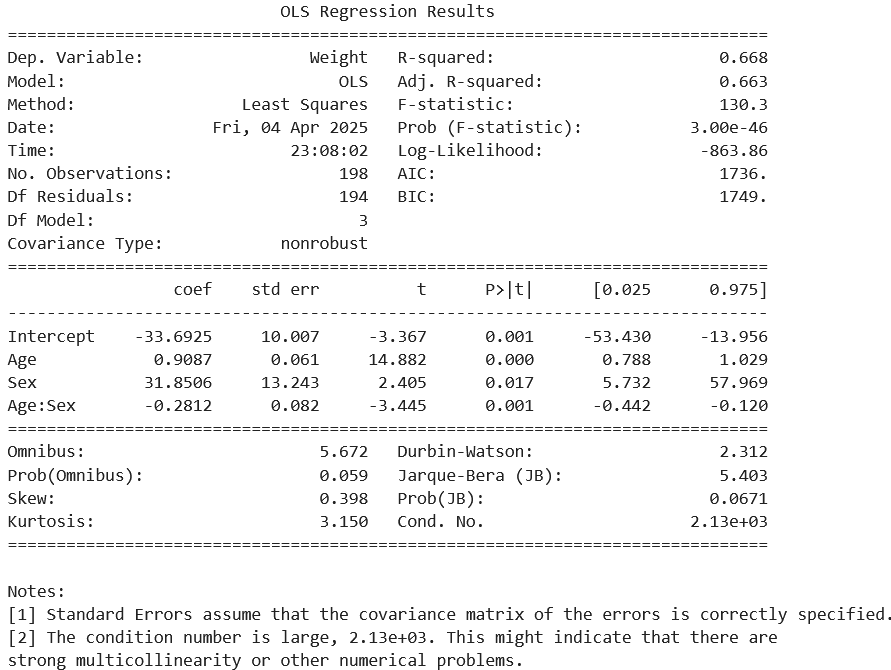 OLS Regression Results
==============================================================================
Dep. Variable: Weight R-squared: 0.668
Model: OLS Adj. R-squared: 0.663
Method: Least Squares F-statistic: 130.3
Date: Fri, 04 Apr 2025 Prob (F-statistic): 3.00e-46
Time: 23:08:02 Log-Likelihood: -863.86
No. Observations: 198 AIC: 1736.
Df Residuals: 194 BIC: 1749.
Df Model: 3
Covariance Type: nonrobust
==============================================================================
coef std err t P>|t| [0.025 0.975]
------------------------------------------------------------------------------
Intercept -33.6925 10.007 -3.367 0.001 -53.430 -13.956
Age 0.9087 0.061 14.882 0.000 0.788 1.029
Sex 31.8506 13.243 2.405 0.017 5.732 57.969
Age:Sex -0.2812 0.082 -3.445 0.001 -0.442 -0.120
==============================================================================
Omnibus: 5.672 Durbin-Watson: 2.312
Prob(Omnibus): 0.059 Jarque-Bera (JB): 5.403
Skew: 0.398 Prob(JB): 0.0671
Kurtosis: 3.150 Cond. No. 2.13e+03
==============================================================================
Notes:
[1] Standard Errors assume that the covariance matrix of the errors is correctly specified.
[2] The condition number is large, 2.13e+03. This might indicate that there are
strong multicollinearity or other numerical problems.